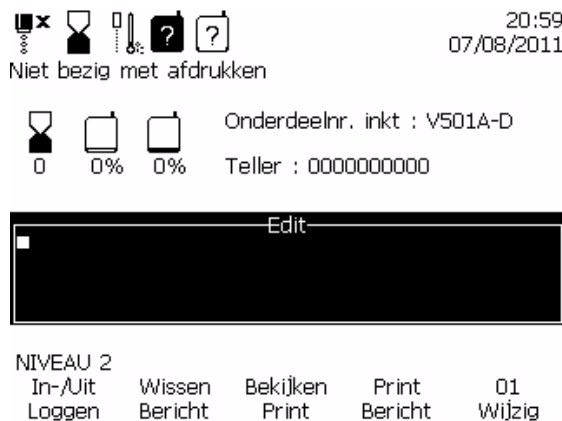 20:59
? ? 07/08/2011
Niet bezig met afdrukken
Onderdeelnr. inkt : V501A-D
0 0% 0% Teller : 0000000000
Edit
NIVEAU 2
In-/Uit Wissen Bekijken Print 01
Loggen Bericht Print Bericht Wijzig